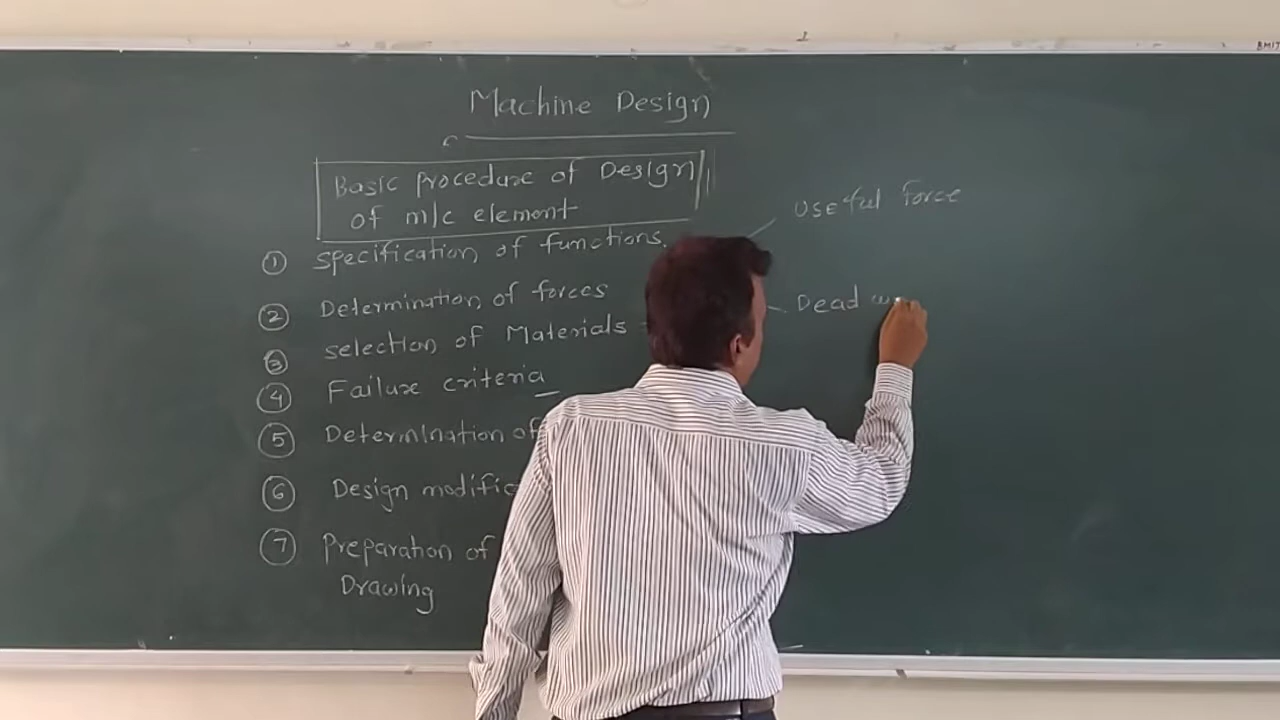 BMIT
Machine Design
Basic procedure of Design
of m/c element
① Specification of functions.
② Determination of forces
③ selection of Materials
④ Failure criteria
⑤ Determination of
⑥ Design modific
⑦ Preparation of
Drawing
Useful force
Dead w